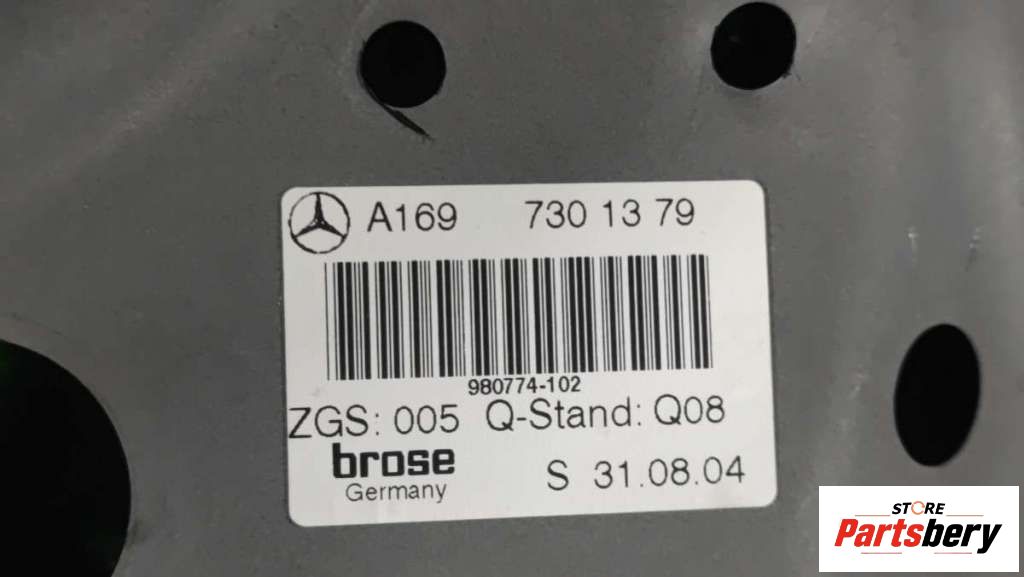 A169 730 13 79
980774-102
ZGS: 005 Q-Stand: Q08
brose
Germany
S 31.08.04
STORE
Partsbery